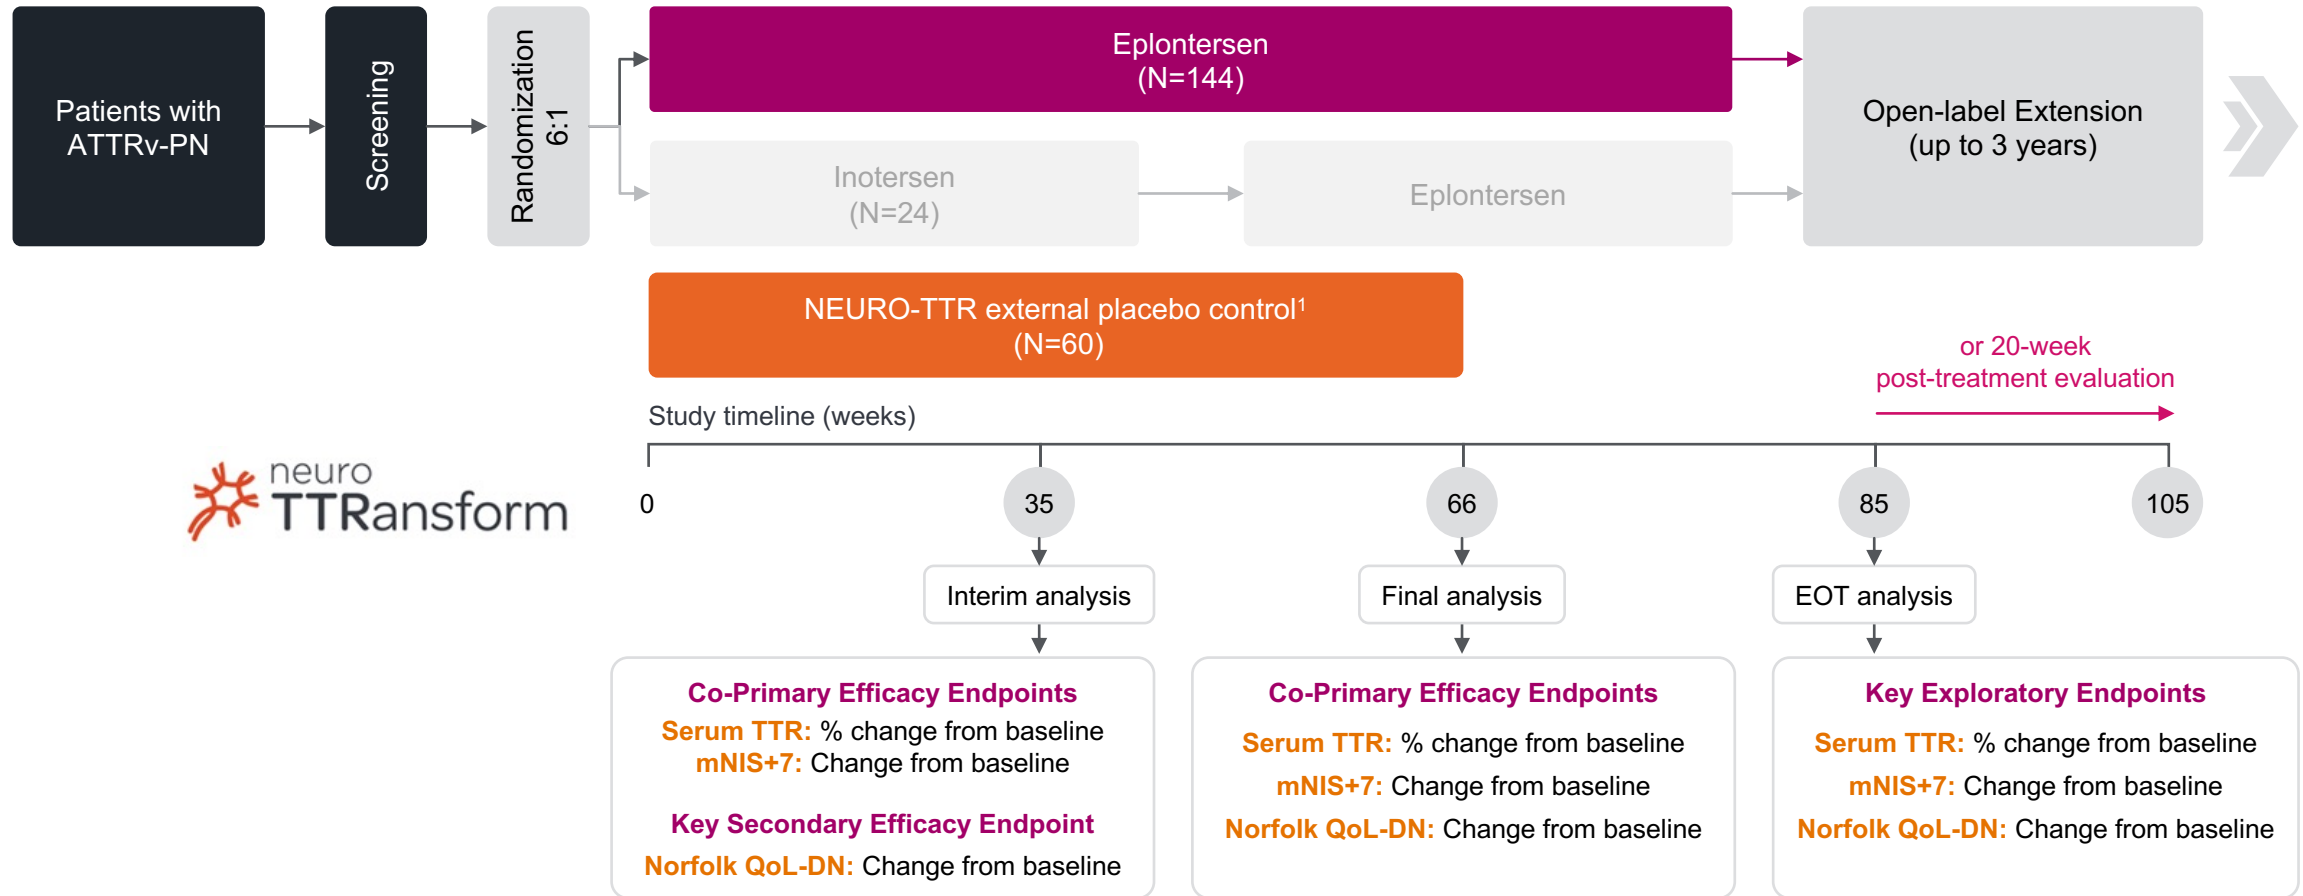 Patients with
ATTRv-PN
Screening
Randomization
6:1
Eplontersen
(N=144)
Inotersen
(N=24)
Eplontersen
Open-label Extension
(up to 3 years)
NEURO-TTR external placebo control¹
(N=60)
or 20-week
post-treatment evaluation
Study timeline (weeks)
neuro
TTRansform
0
35
66
85
105
Interim analysis
Final analysis
EOT analysis
Co-Primary Efficacy Endpoints
Serum TTR: % change from baseline
mNIS+7: Change from baseline
Key Secondary Efficacy Endpoint
Norfolk QoL-DN: Change from baseline
Co-Primary Efficacy Endpoints
Serum TTR: % change from baseline
mNIS+7: Change from baseline
Norfolk QoL-DN: Change from baseline
Key Exploratory Endpoints
Serum TTR: % change from baseline
mNIS+7: Change from baseline
Norfolk QoL-DN: Change from baseline